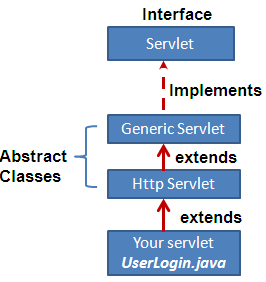 Interface
Servlet
Implements
Generic Servlet
Abstract
Classes
extends
Http Servlet
extends
Your servlet
UserLogin.java